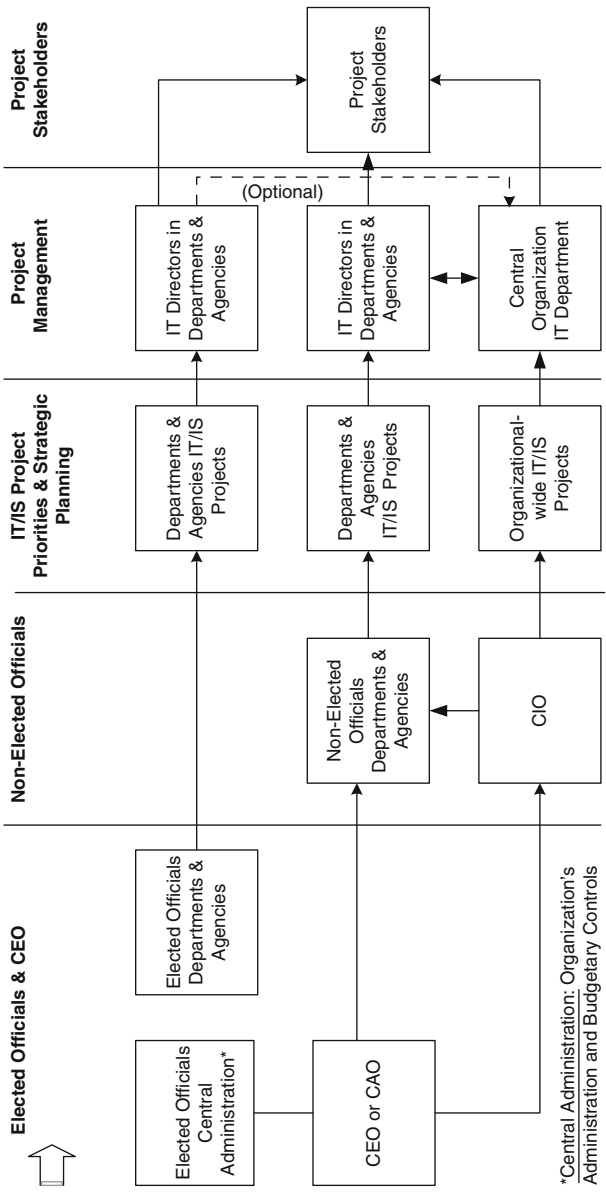 Elected Officials & CEO
Non-Elected Officials
IT/IS Project
Priorities & Strategic
Planning
Project
Management
Project
Stakeholders
Elected Officials
Central
Administration*
Elected Officials
Departments &
Agencies
Departments &
Agencies IT/IS
Projects
IT Directors in
Departments &
Agencies
(Optional)
CEO or CAO
Non-Elected
Officials
Departments &
Agencies
Departments &
Agencies
IT/IS Projects
IT Directors in
Departments &
Agencies
Project
Stakeholders
CIO
Organizational-
wide IT/IS
Projects
Central
Organization
IT Department
*Central Administration: Organization's
Administration and Budgetary Controls